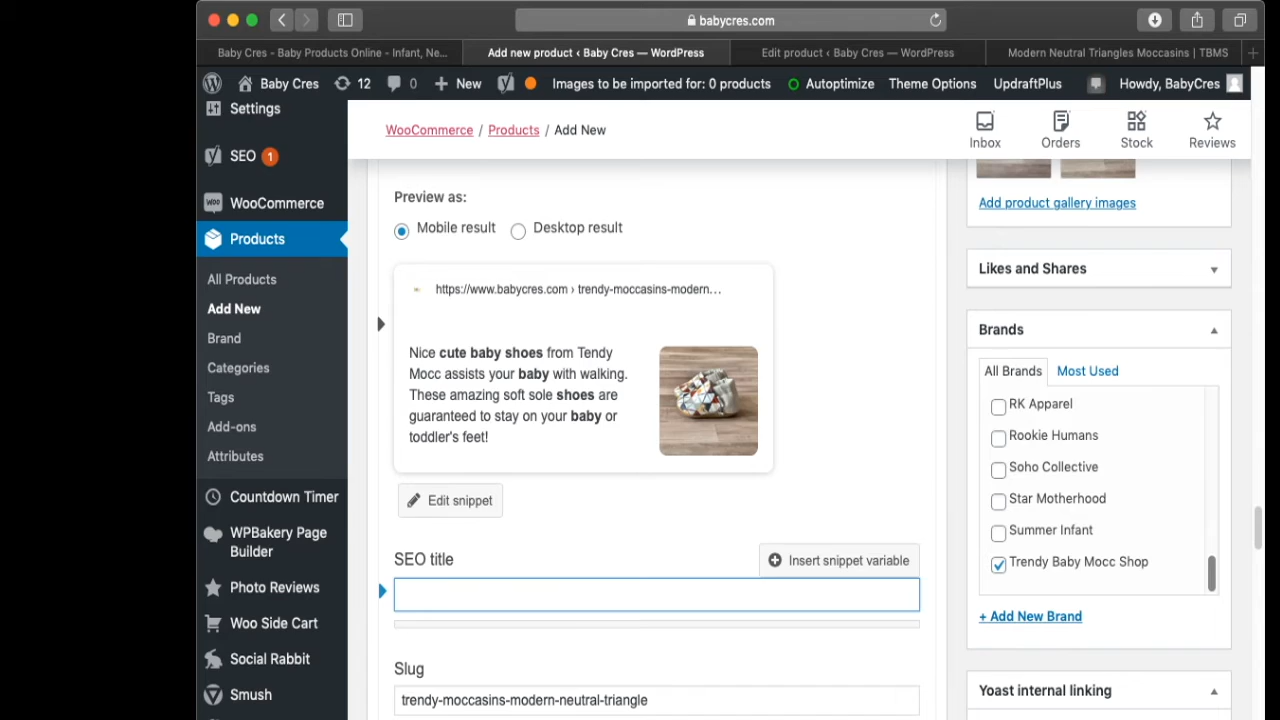 babycres.com
Baby Cres - Baby Products Online - Infant, Ne...
Add new product ‹ Baby Cres — WordPress
Edit product ‹ Baby Cres — WordPress
Modern Neutral Triangles Moccasins | TBMS
Baby Cres
12
0
New
Images to be imported for: 0 products
Autoptimize
Theme Options
UpdraftPlus
Howdy, BabyCres
Settings
SEO 1
WooCommerce
Products
All Products
Add New
Brand
Categories
Tags
Add-ons
Attributes
Countdown Timer
WPBakery Page
Builder
Photo Reviews
Woo Side Cart
Social Rabbit
Smush
WooCommerce / Products / Add New
Inbox
Orders
Stock
Reviews
Preview as:
Mobile result
Desktop result
https://www.babycres.com › trendy-moccasins-modern...
Nice cute baby shoes from Tendy
Mocc assists your baby with walking.
These amazing soft sole shoes are
guaranteed to stay on your baby or
toddler's feet!
Edit snippet
SEO title
Insert snippet variable
Slug
trendy-moccasins-modern-neutral-triangle
Add product gallery images
Likes and Shares
Brands
All Brands
Most Used
RK Apparel
Rookie Humans
Soho Collective
Star Motherhood
Summer Infant
Trendy Baby Mocc Shop
+ Add New Brand
Yoast internal linking